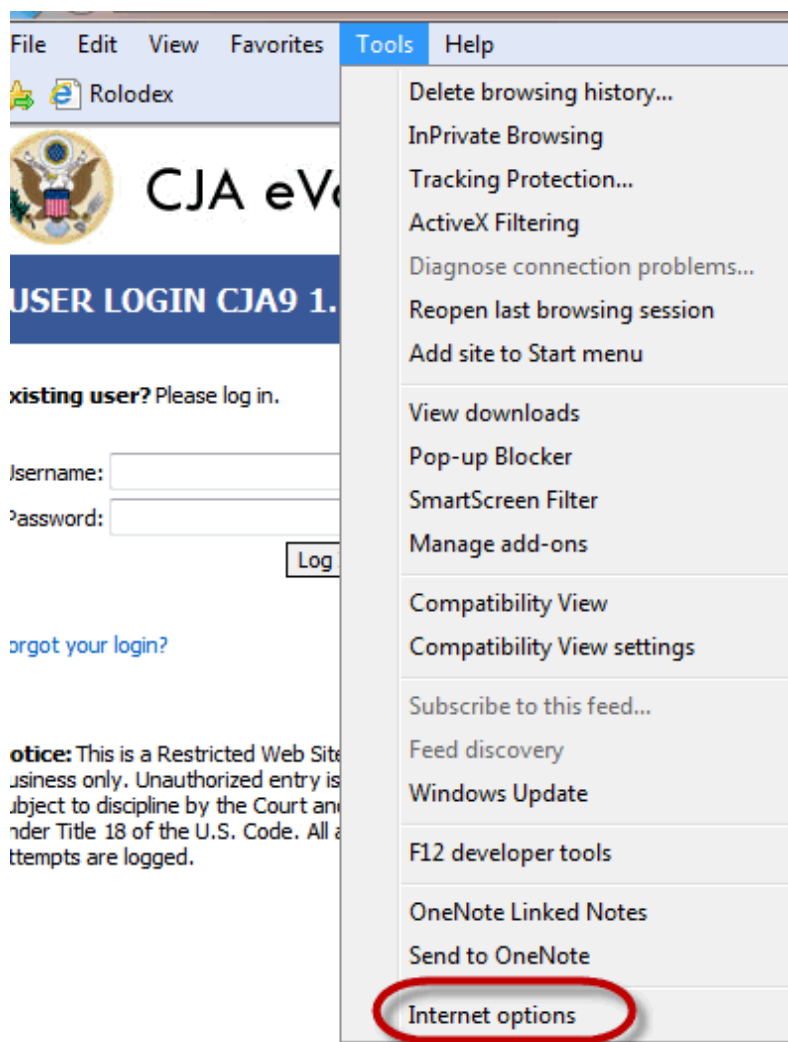 File Edit View Favorites Tools Help
Rolodex
CJA eVo
USER LOGIN CJA9 1.
xisting user? Please log in.
Username:
Password:
Log
orgot your login?
otice: This is a Restricted Web Site
usiness only. Unauthorized entry is
ubject to discipline by the Court and
nder Title 18 of the U.S. Code. All a
ttempts are logged.
Delete browsing history...
InPrivate Browsing
Tracking Protection...
ActiveX Filtering
Diagnose connection problems...
Reopen last browsing session
Add site to Start menu
View downloads
Pop-up Blocker
SmartScreen Filter
Manage add-ons
Compatibility View
Compatibility View settings
Subscribe to this feed...
Feed discovery
Windows Update
F12 developer tools
OneNote Linked Notes
Send to OneNote
Internet options